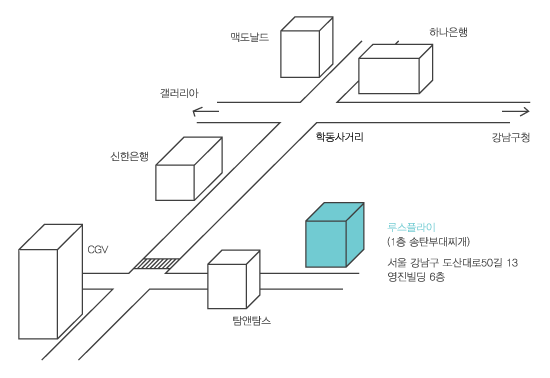 맥도날드
하나은행
갤러리아
학동사거리
강남구청
신한은행
CGV
루스플라이
(1층 송탄부대찌개)
서울 강남구 도산대로50길 13
영진빌딩 6층
탐앤탐스